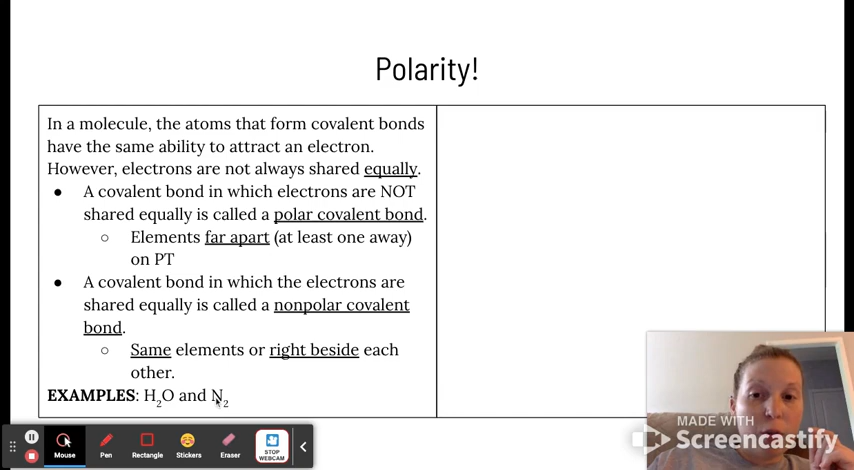 Polarity!
In a molecule, the atoms that form covalent bonds
have the same ability to attract an electron.
However, electrons are not always shared equally.
● A covalent bond in which electrons are NOT
shared equally is called a polar covalent bond.
○ Elements far apart (at least one away)
on PT
● A covalent bond in which the electrons are
shared equally is called a nonpolar covalent
bond.
○ Same elements or right beside each
other.
EXAMPLES: H₂O and N₂
Mouse
Pen
Rectangle
Stickers
Eraser
STOP
WEBCAM
MADE WITH
Screencastify